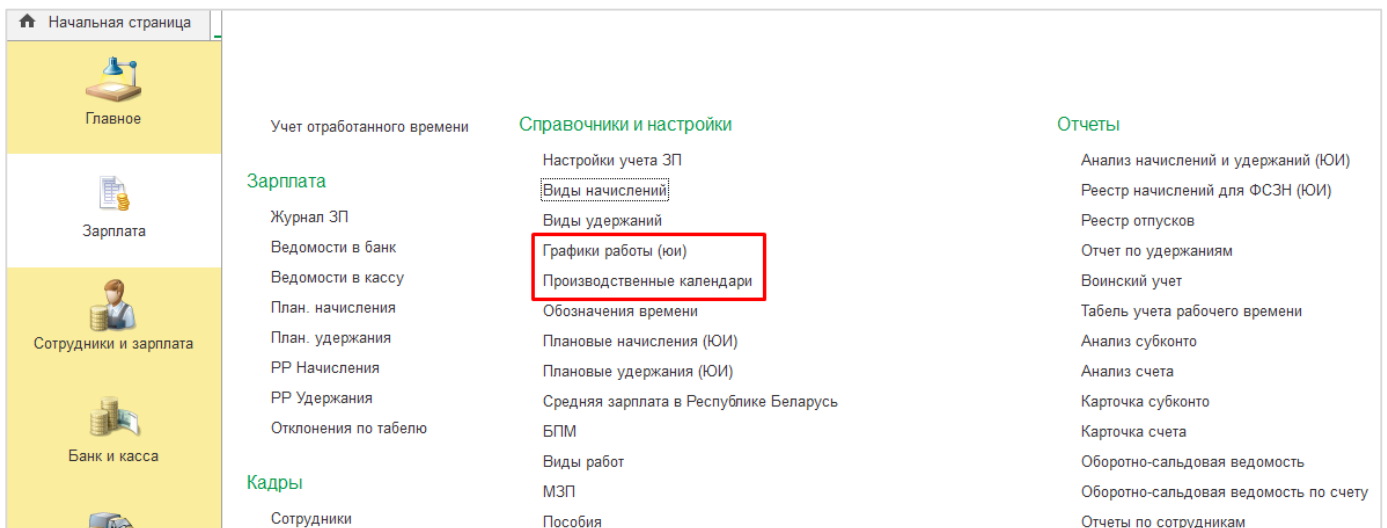 Начальная страница
Главное
Зарплата
Сотрудники и зарплата
Банк и касса
Учет отработанного времени
Зарплата
Журнал ЗП
Ведомости в банк
Ведомости в кассу
План. начисления
План. удержания
РР Начисления
РР Удержания
Отклонения по табелю
Кадры
Сотрудники
Справочники и настройки
Настройки учета ЗП
Виды начислений
Виды удержаний
Графики работы (юи)
Производственные календари
Обозначения времени
Плановые начисления (ЮИ)
Плановые удержания (ЮИ)
Средняя зарплата в Республике Беларусь
БПМ
Виды работ
МЗП
Пособия
Отчеты
Анализ начислений и удержаний (ЮИ)
Реестр начислений для ФСЗН (ЮИ)
Реестр отпусков
Отчет по удержаниям
Воинский учет
Табель учета рабочего времени
Анализ субконто
Анализ счета
Карточка субконто
Карточка счета
Оборотно-сальдовая ведомость
Оборотно-сальдовая ведомость по счету
Отчеты по сотрудникам